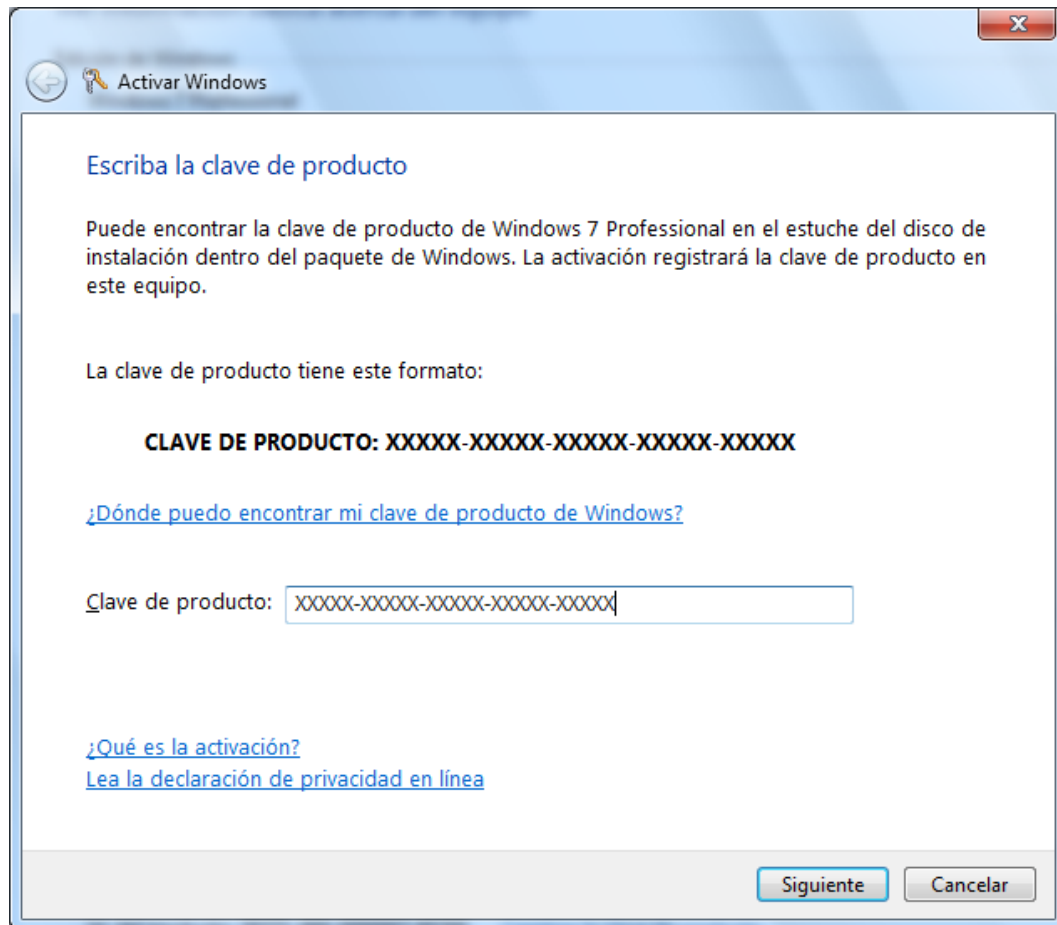 Activar Windows
Escriba la clave de producto
Puede encontrar la clave de producto de Windows 7 Professional en el estuche del disco de
instalación dentro del paquete de Windows. La activación registrará la clave de producto en
este equipo.
La clave de producto tiene este formato:
CLAVE DE PRODUCTO: XXXXX-XXXXX-XXXXX-XXXXX-XXXXX
¿Dónde puedo encontrar mi clave de producto de Windows?
Clave de producto: XXXXX-XXXXX-XXXXX-XXXXX-XXXXX
¿Qué es la activación?
Lea la declaración de privacidad en línea
Siguiente Cancelar